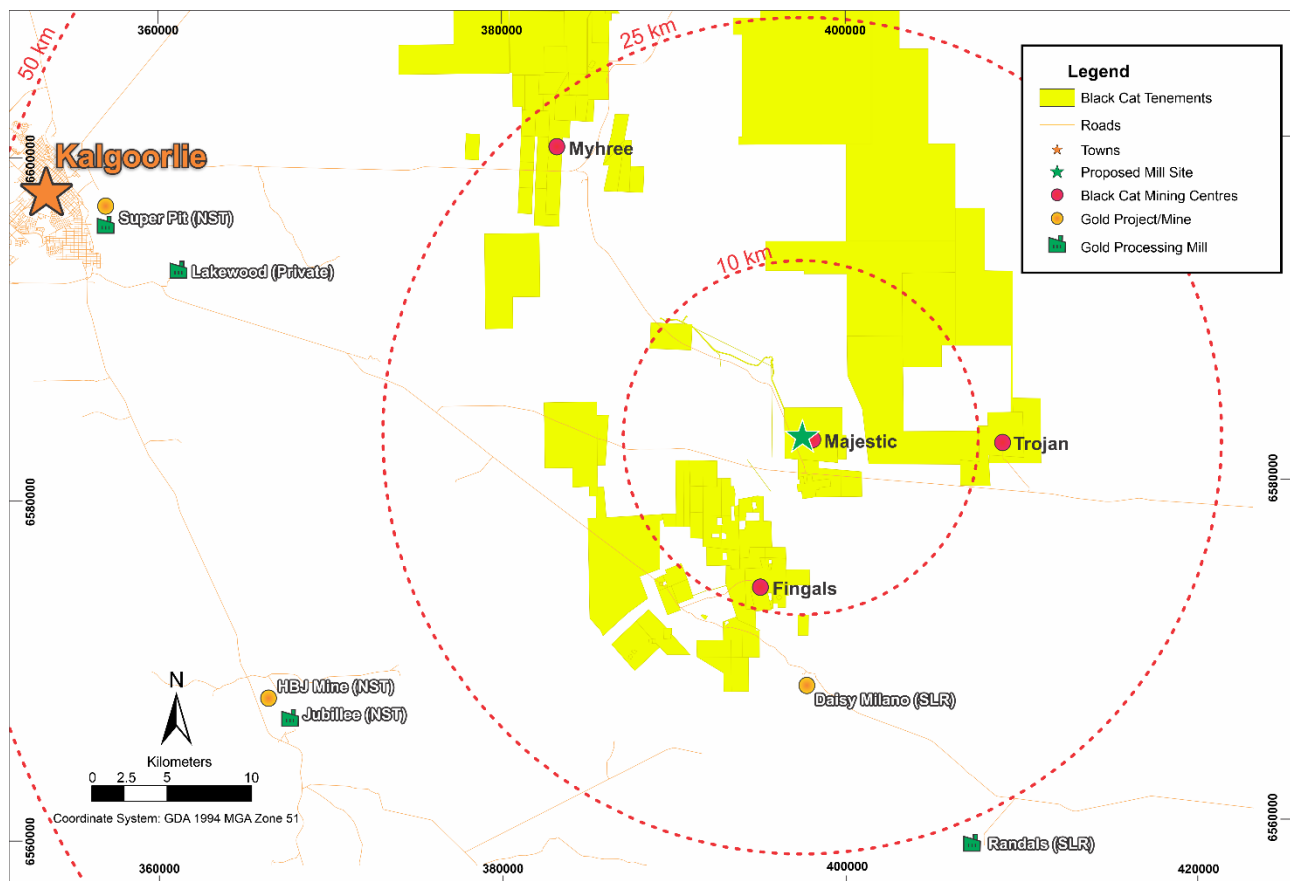 360000
380000
400000
50 km
25 km
Legend
Black Cat Tenements
Roads
Towns
Proposed Mill Site
Black Cat Mining Centres
Gold Project/Mine
Gold Processing Mill
6600000
Kalgoorlie
Myhree
Super Pit (NST)
Lakewood (Private)
10 km
Majestic
Trojan
6580000
6580000
Fingals
HBJ Mine (NST)
Jubillee (NST)
Daisy Milano (SLR)
N
Kilometers
0 2.5 5 10
Coordinate System: GDA 1994 MGA Zone 51
6560000
6560000
Randals (SLR)
360000
380000
400000
420000